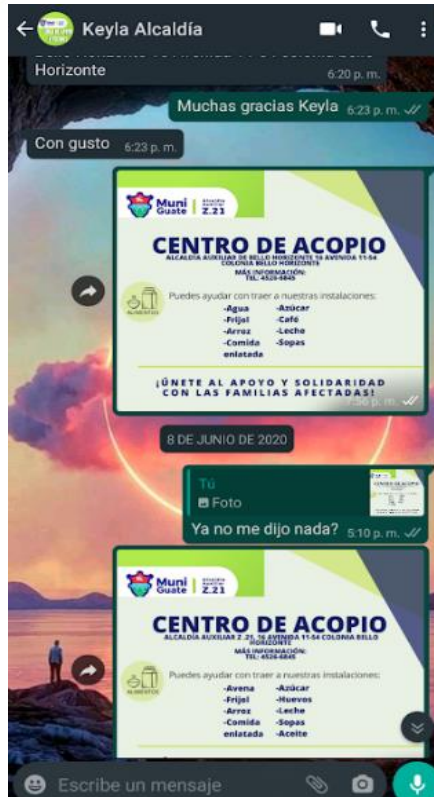 Keyla Alcaldía
Horizonte
6:20 p. m.
Muchas gracias Keyla 6:23 p. m.
Con gusto 6:23 p. m.
Muni
Guate
Alcaldía
Auxiliar
Z.21
CENTRO DE ACOPIO
ALCALDÍA AUXILIAR DE BELLO HORIZONTE 16 AVENIDA 11-54
COLONIA BELLO HORIZONTE
MÁS INFORMACIÓN:
TEL: 4526-6845
Puedes ayudar con traer a nuestras instalaciones:
ALIMENTOS
-Agua -Azúcar
-Frijol -Café
-Arroz -Leche
-Comida -Sopas
enlatada
¡ÚNETE AL APOYO Y SOLIDARIDAD
CON LAS FAMILIAS AFECTADAS!
7:56 p. m.
8 DE JUNIO DE 2020
Tú
Foto
Ya no me dijo nada? 5:10 p. m.
Muni
Guate
Alcaldía
Auxiliar
Z.21
CENTRO DE ACOPIO
ALCALDÍA AUXILIAR Z .21, 16 AVENIDA 11-54 COLONIA BELLO
HORIZONTE
MÁS INFORMACIÓN:
TEL: 4526-6845
Puedes ayudar con traer a nuestras instalaciones:
ALIMENTOS
-Avena -Azúcar
-Frijol -Huevos
-Arroz -Leche
-Comida -Sopas
enlatada -Aceite
Escribe un mensaje